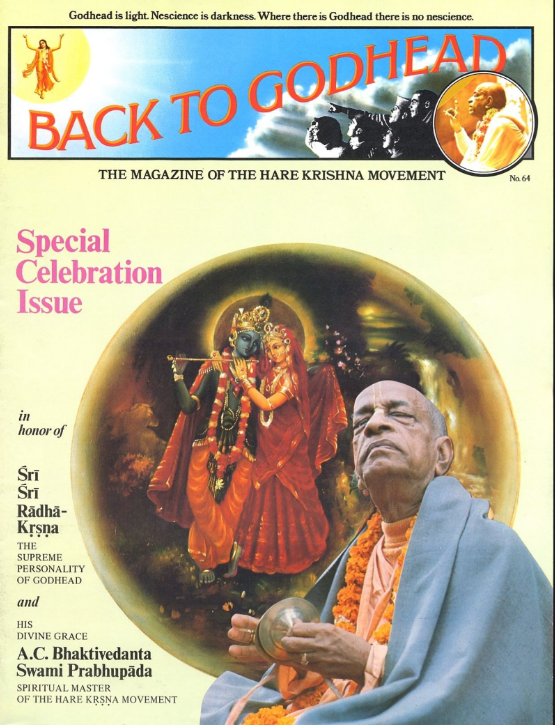 Godhead is light. Nescience is darkness. Where there is Godhead there is no nescience.
BACK TO GODHEAD
THE MAGAZINE OF THE HARE KRISHNA MOVEMENT
No. 64
Special
Celebration
Issue
in
honor of
Śrī
Śrī
Rādhā-
Kṛṣṇa
THE
SUPREME
PERSONALITY
OF GODHEAD
and
HIS
DIVINE GRACE
A.C. Bhaktivedanta
Swami Prabhupāda
SPIRITUAL MASTER
OF THE HARE KṚṢṆA MOVEMENT